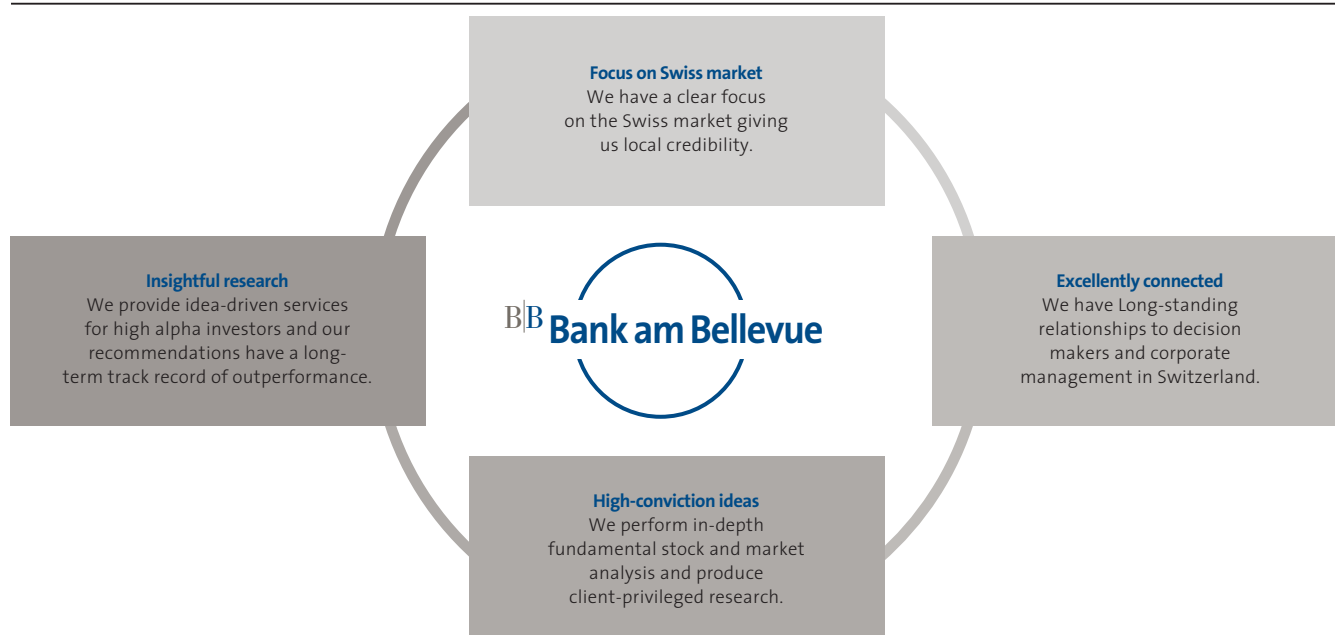 Focus on Swiss market
We have a clear focus
on the Swiss market giving
us local credibility.
Insightful research
We provide idea-driven services
for high alpha investors and our
recommendations have a long-
term track record of outperformance.
B|B Bank am Bellevue
Excellently connected
We have Long-standing
relationships to decision
makers and corporate
management in Switzerland.
High-conviction ideas
We perform in-depth
fundamental stock and market
analysis and produce
client-privileged research.